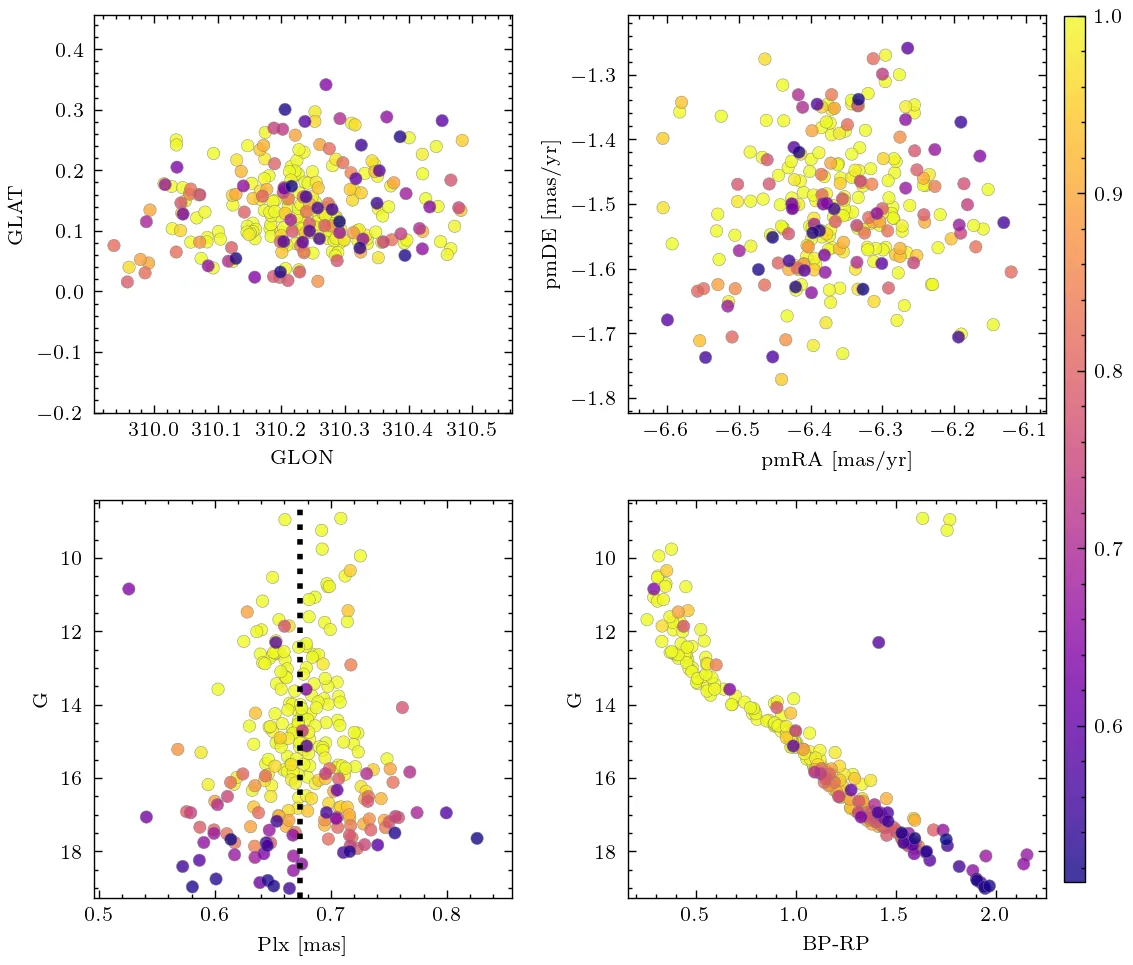 0.4
0.3
0.2
0.1
0.0
−0.1
−0.2
GLAT
310.0 310.1 310.2 310.3 310.4 310.5
GLON
−1.3
−1.4
−1.5
−1.6
−1.7
−1.8
pmDE [mas/yr]
−6.6 −6.5 −6.4 −6.3 −6.2 −6.1
pmRA [mas/yr]
1.0
0.9
0.8
0.7
0.6
10
12
14
16
18
G
0.5 0.6 0.7 0.8
Plx [mas]
10
12
14
16
18
G
0.5 1.0 1.5 2.0
BP-RP